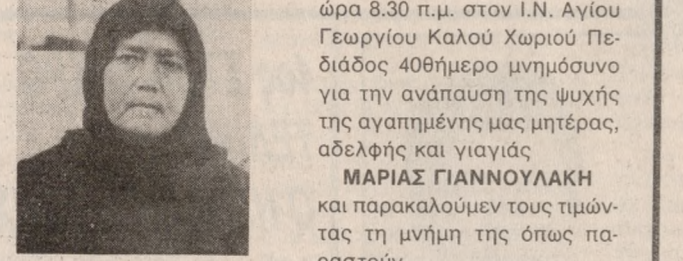 ώρα 8.30 π.μ. στον Ι.Ν. Αγίου
Γεωργίου Καλού Χωριού Πε-
διάδος 40θήμερο μνημόσυνο
για την ανάπαυση της ψυχής
της αγαπημένης μας μητέρας,
αδελφής και γιαγιάς
ΜΑΡΙΑΣ ΓΙΑΝΝΟΥΛΑΚΗ
και παρακαλούμεν τους τιμών-
τας τη μνήμη της όπως πα-
ραστούν